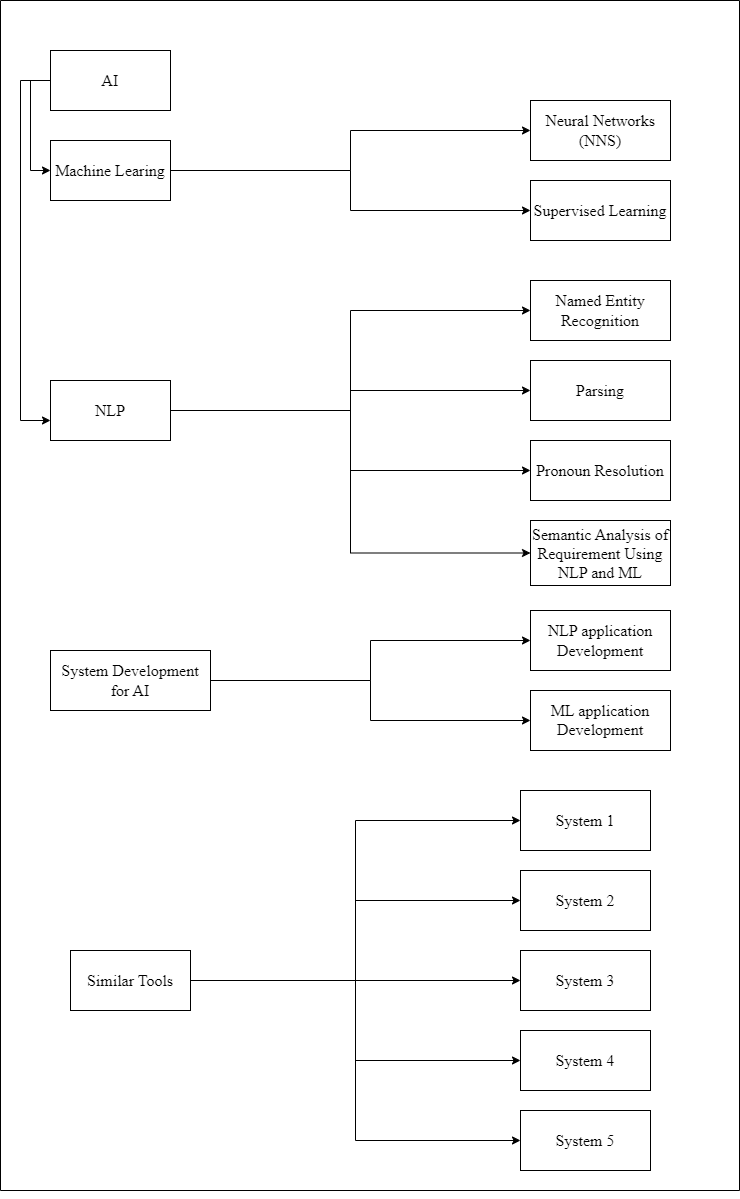 AI
Machine Learing
Neural Networks
(NNS)
Supervised Learning
NLP
Named Entity
Recognition
Parsing
Pronoun Resolution
Semantic Analysis of
Requirement Using
NLP and ML
System Development
for AI
NLP application
Development
ML application
Development
Similar Tools
System 1
System 2
System 3
System 4
System 5